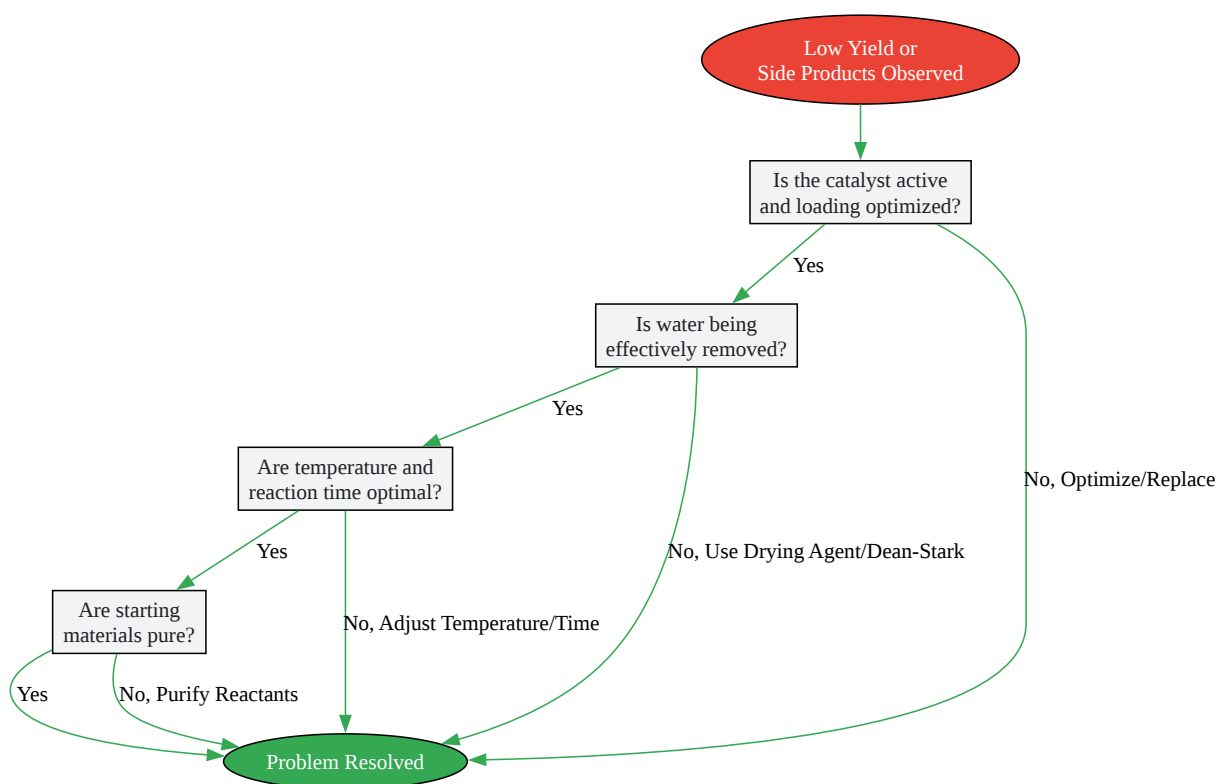 Low Yield or
Side Products Observed
Is the catalyst active
and loading optimized?
Yes
Is water being
effectively removed?
Yes
Are temperature and
reaction time optimal?
No, Optimize/Replace
Yes
No, Use Drying Agent/Dean-Stark
Are starting
materials pure?
No, Adjust Temperature/Time
Yes
No, Purify Reactants
Problem Resolved